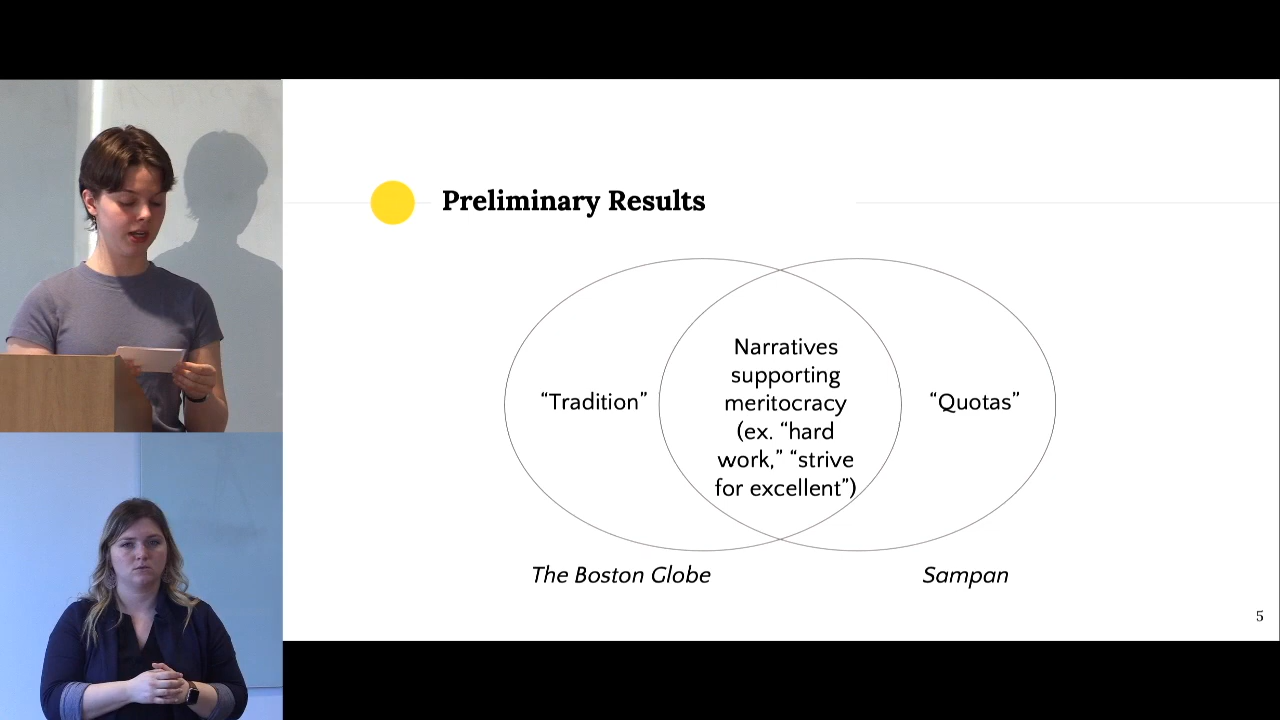 Preliminary Results
“Tradition”
Narratives
supporting
meritocracy
(ex. “hard
work,” “strive
for excellent”)
“Quotas”
The Boston Globe
Sampan
5